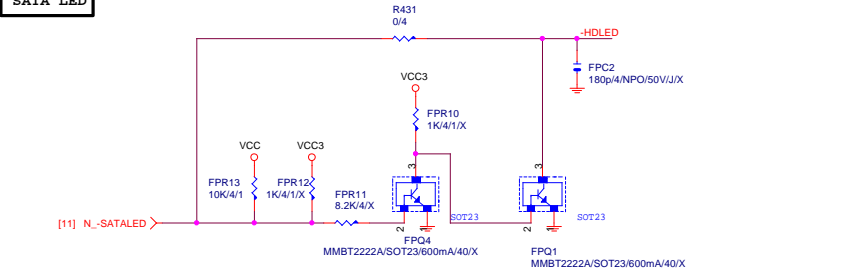 SATA LED
R431
0/4
-HDLED
FPC2
180p/4/NPO/50V/J/X
VCC3
FPR10
1K/4/1/X
VCC
VCC3
FPR13
10K/4/1
FPR12
1K/4/1/X
FPR11
8.2K/4/X
3
3
[11] N_-SATALED
2
1
SOT23
2
1
SOT23
FPQ4
MMBT2222A/SOT23/600mA/40/X
FPQ1
MMBT2222A/SOT23/600mA/40/X